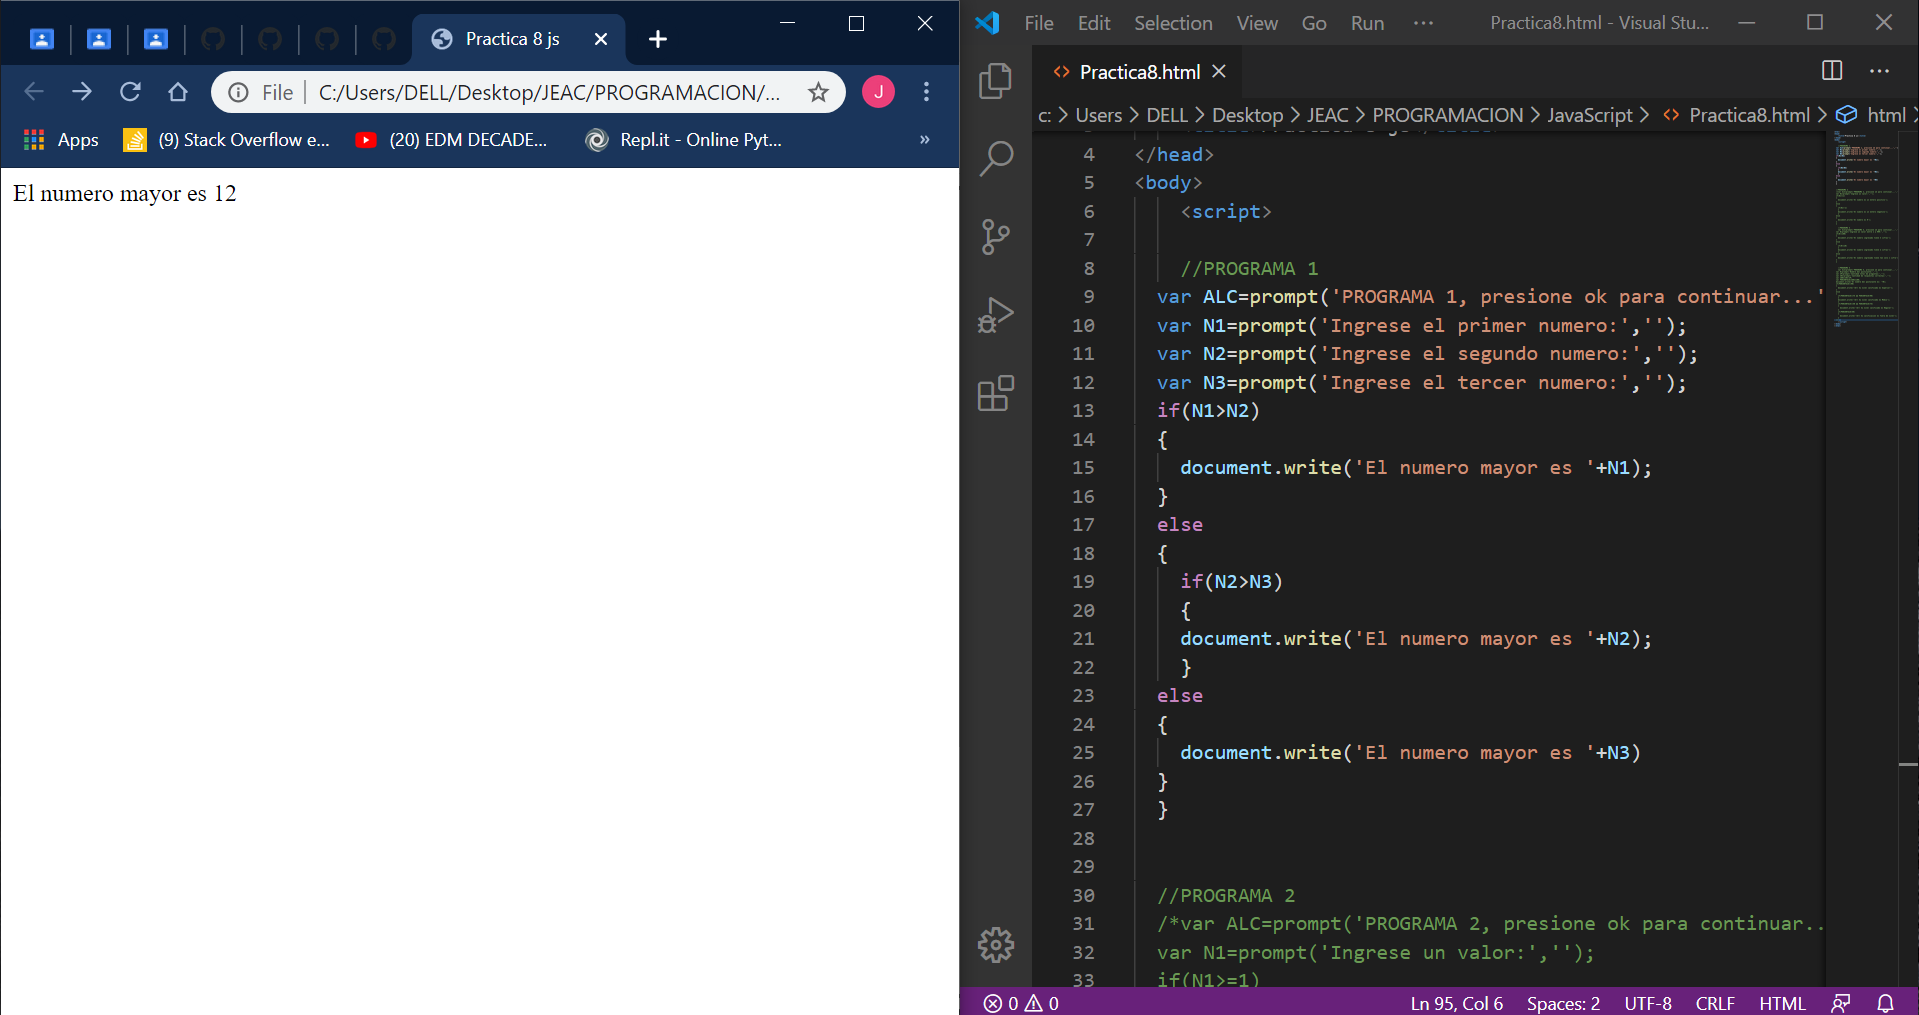 Practica 8 js
File C:/Users/DELL/Desktop/JEAC/PROGRAMACION/...
J
Apps (9) Stack Overflow e... (20) EDM DECADE... Repl.it - Online Pyt... »
El numero mayor es 12
File Edit Selection View Go Run ··· Practica8.html - Visual Stu...
Practica8.html
c: > Users > DELL > Desktop > JEAC > PROGRAMACION > JavaScript > Practica8.html > html >
4 </head>
5 <body>
6 <script>
7
8 //PROGRAMA 1
9 var ALC=prompt('PROGRAMA 1, presione ok para continuar...'
10 var N1=prompt('Ingrese el primer numero:','');
11 var N2=prompt('Ingrese el segundo numero:','');
12 var N3=prompt('Ingrese el tercer numero:','');
13 if(N1>N2)
14 {
15 document.write('El numero mayor es '+N1);
16 }
17 else
18 {
19 if(N2>N3)
20 {
21 document.write('El numero mayor es '+N2);
22 }
23 else
24 {
25 document.write('El numero mayor es '+N3)
26 }
27 }
28
29
30 //PROGRAMA 2
31 /*var ALC=prompt('PROGRAMA 2, presione ok para continuar..
32 var N1=prompt('Ingrese un valor:','');
33 if(N1>=1)
0 0 Ln 95, Col 6 Spaces: 2 UTF-8 CRLF HTML